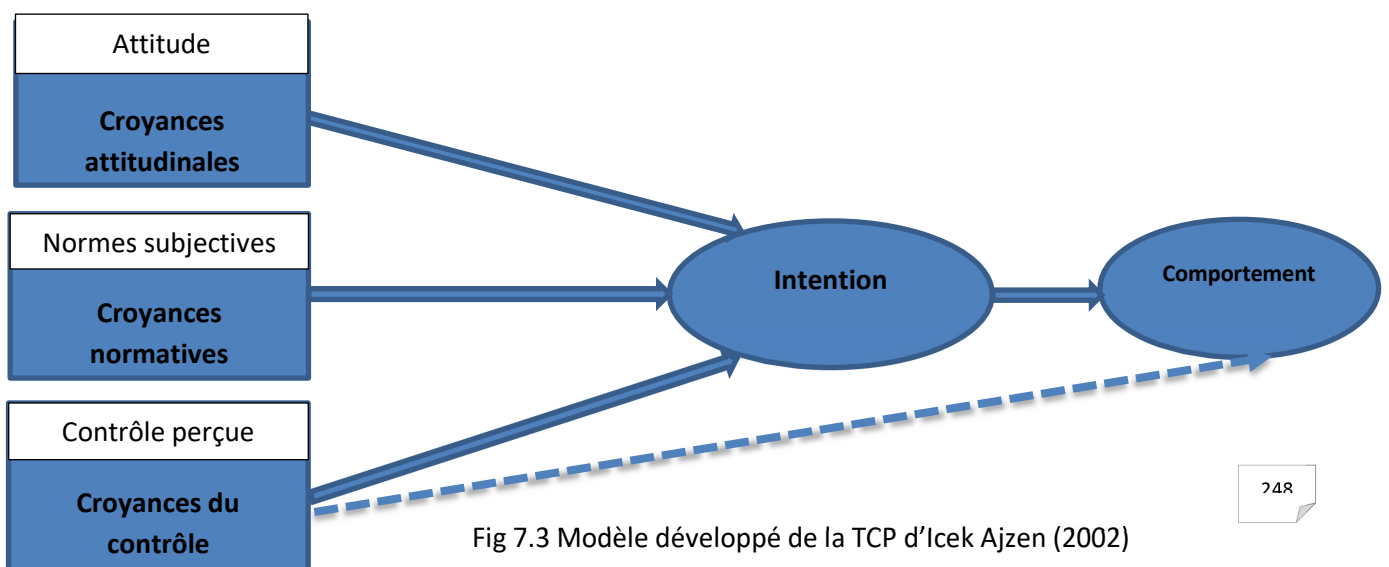 Attitude
Croyances
attitudinales
Normes subjectives
Croyances
normatives
Contrôle perçue
Croyances du
contrôle
Intention
Comportement
248
Fig 7.3 Modèle développé de la TCP d’Icek Ajzen (2002)